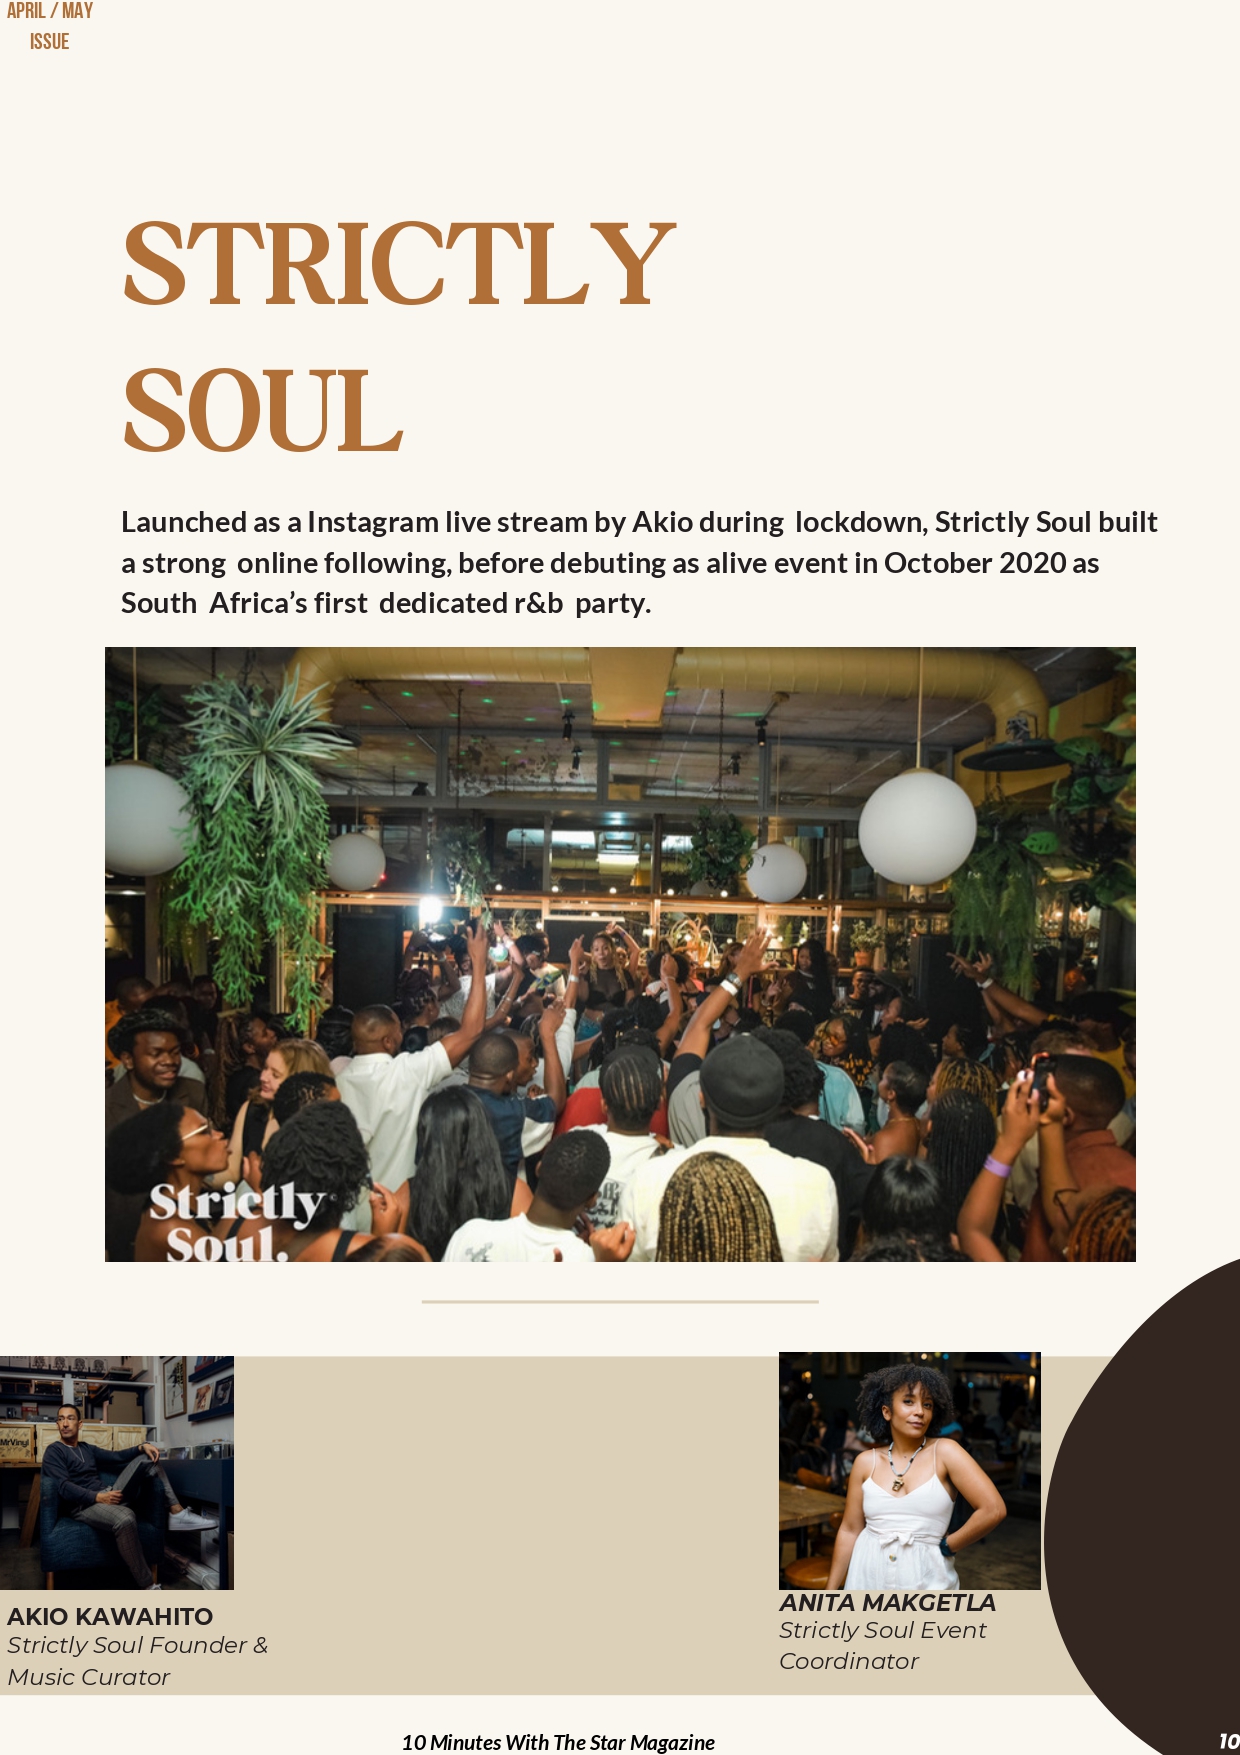 APRIL / MAY
ISSUE
STRICTLY
SOUL
Launched as a Instagram live stream by Akio during lockdown, Strictly Soul built
a strong online following, before debuting as alive event in October 2020 as
South Africa’s first dedicated r&b party.
Strictly
Soul.
MrVinyl
AKIO KAWAHITO
Strictly Soul Founder &
Music Curator
ANITA MAKGETLA
Strictly Soul Event
Coordinator
10 Minutes With The Star Magazine
10